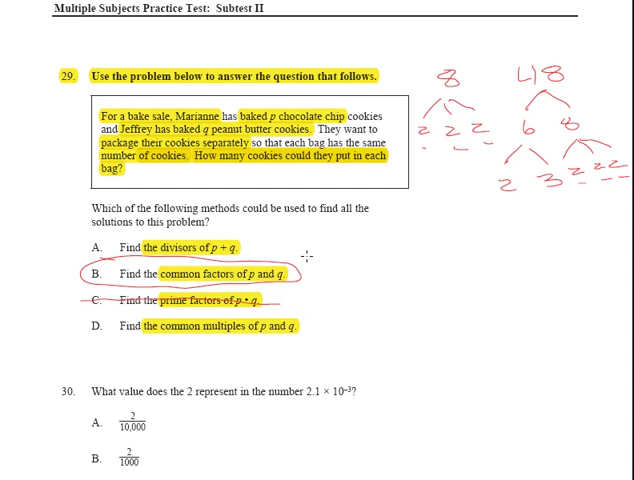 Multiple Subjects Practice Test: Subtest II
29. Use the problem below to answer the question that follows.
For a bake sale, Marianne has baked p chocolate chip cookies
and Jeffrey has baked q peanut butter cookies. They want to
package their cookies separately so that each bag has the same
number of cookies. How many cookies could they put in each
bag?
8
2 2 2
48
6 8
2 3 2 2 2
Which of the following methods could be used to find all the
solutions to this problem?
A. Find the divisors of p + q.
B. Find the common factors of p and q.
C. Find the prime factors of p • q.
D. Find the common multiples of p and q.
30. What value does the 2 represent in the number 2.1 × 10⁻³?
A. 2/10,000
B. 2/1000